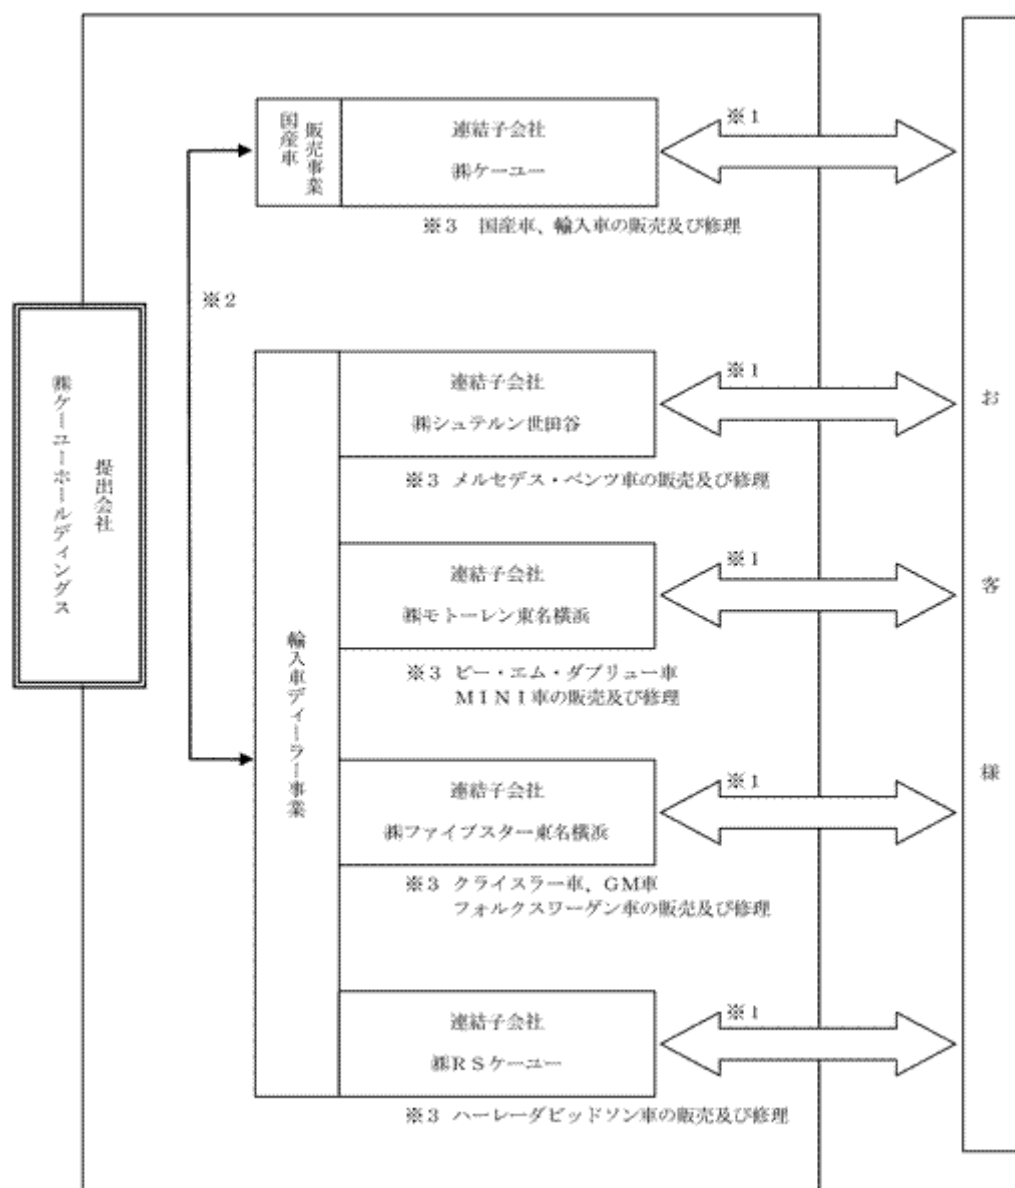 ㈱ケーユーホールディングス
提出会社
※2
国産車
販売事業
連結子会社
㈱ケーユー
※1
※3 国産車、輸入車の販売及び修理
輸入車ディーラー事業
連結子会社
㈱シュテルン世田谷
※1
※3 メルセデス・ベンツ車の販売及び修理
連結子会社
㈱モトーレン東名横浜
※1
※3 ビー・エム・ダブリュー車
MINI車の販売及び修理
連結子会社
㈱ファイブスター東名横浜
※1
※3 クライスラー車、GM車
フォルクスワーゲン車の販売及び修理
連結子会社
㈱RSケーユー
※1
※3 ハーレーダビッドソン車の販売及び修理
お客様